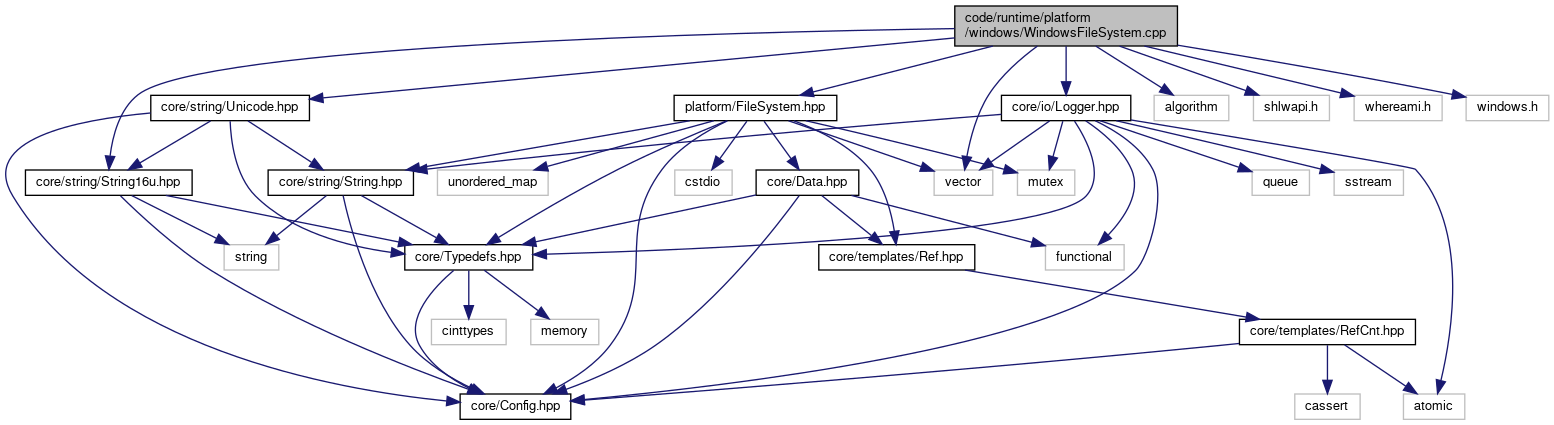 code/runtime/platform
/windows/WindowsFileSystem.cpp
core/string/Unicode.hpp
platform/FileSystem.hpp
core/io/Logger.hpp
algorithm
shlwapi.h
whereami.h
windows.h
core/string/String16u.hpp
core/string/String.hpp
unordered_map
cstdio
core/Data.hpp
vector
mutex
queue
sstream
string
core/Typedefs.hpp
core/templates/Ref.hpp
functional
cinttypes
memory
core/templates/RefCnt.hpp
core/Config.hpp
cassert
atomic